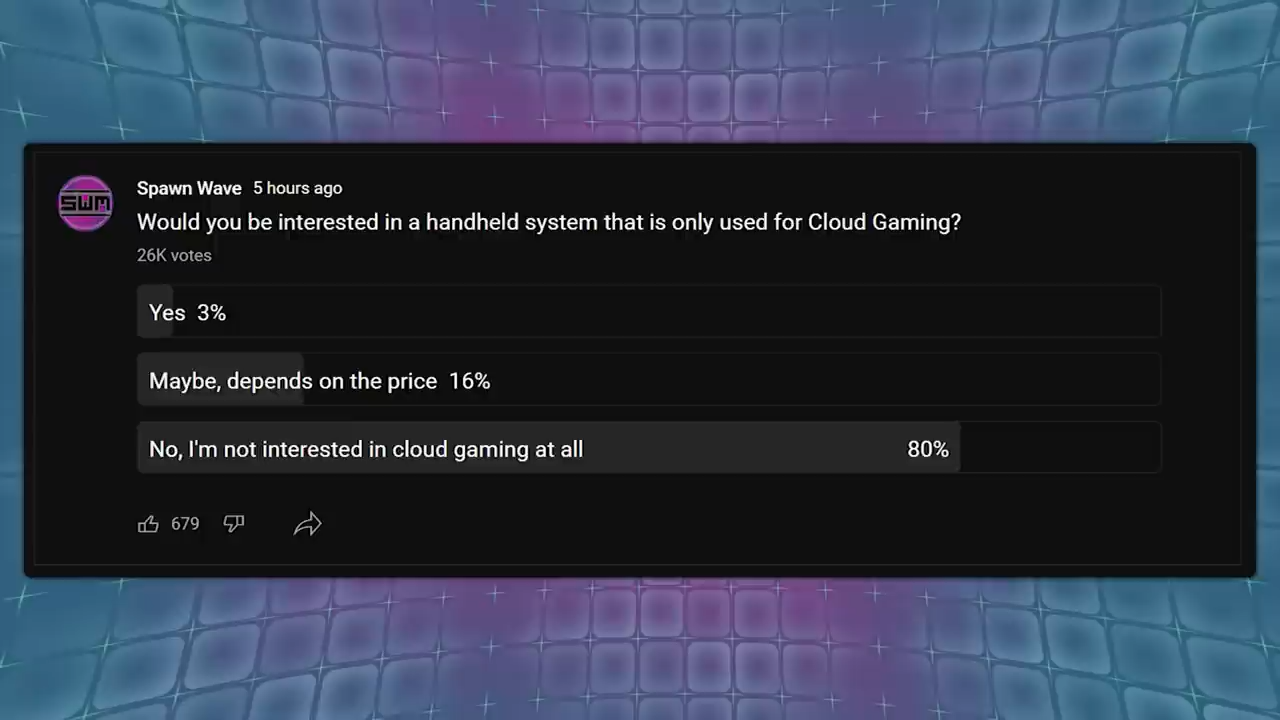 SWM
Spawn Wave 5 hours ago
Would you be interested in a handheld system that is only used for Cloud Gaming?
26K votes
Yes 3%
Maybe, depends on the price 16%
No, I'm not interested in cloud gaming at all 80%
679